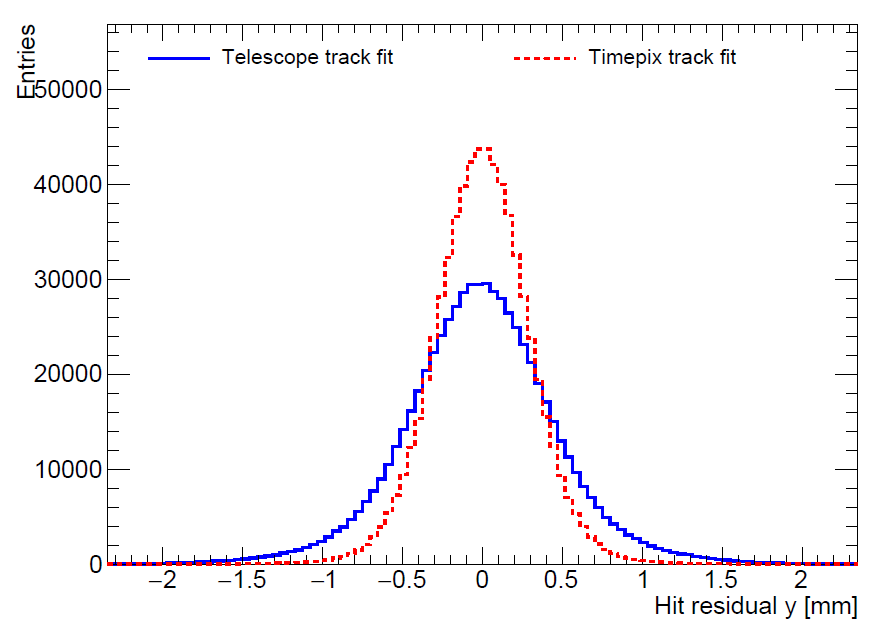 Entries
Telescope track fit
Timepix track fit
50000
40000
30000
20000
10000
0
−2 −1.5 −1 −0.5 0 0.5 1 1.5 2
Hit residual y [mm]